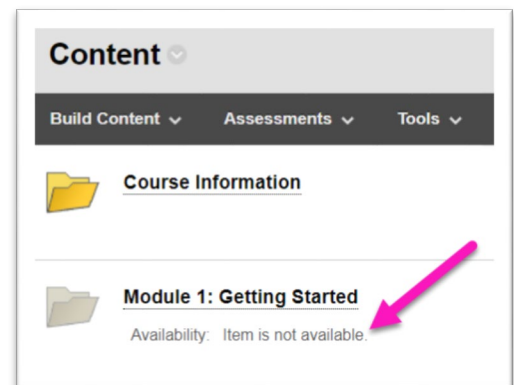 Content
Build Content Assessments Tools
Course Information
Module 1: Getting Started
Availability: Item is not available.